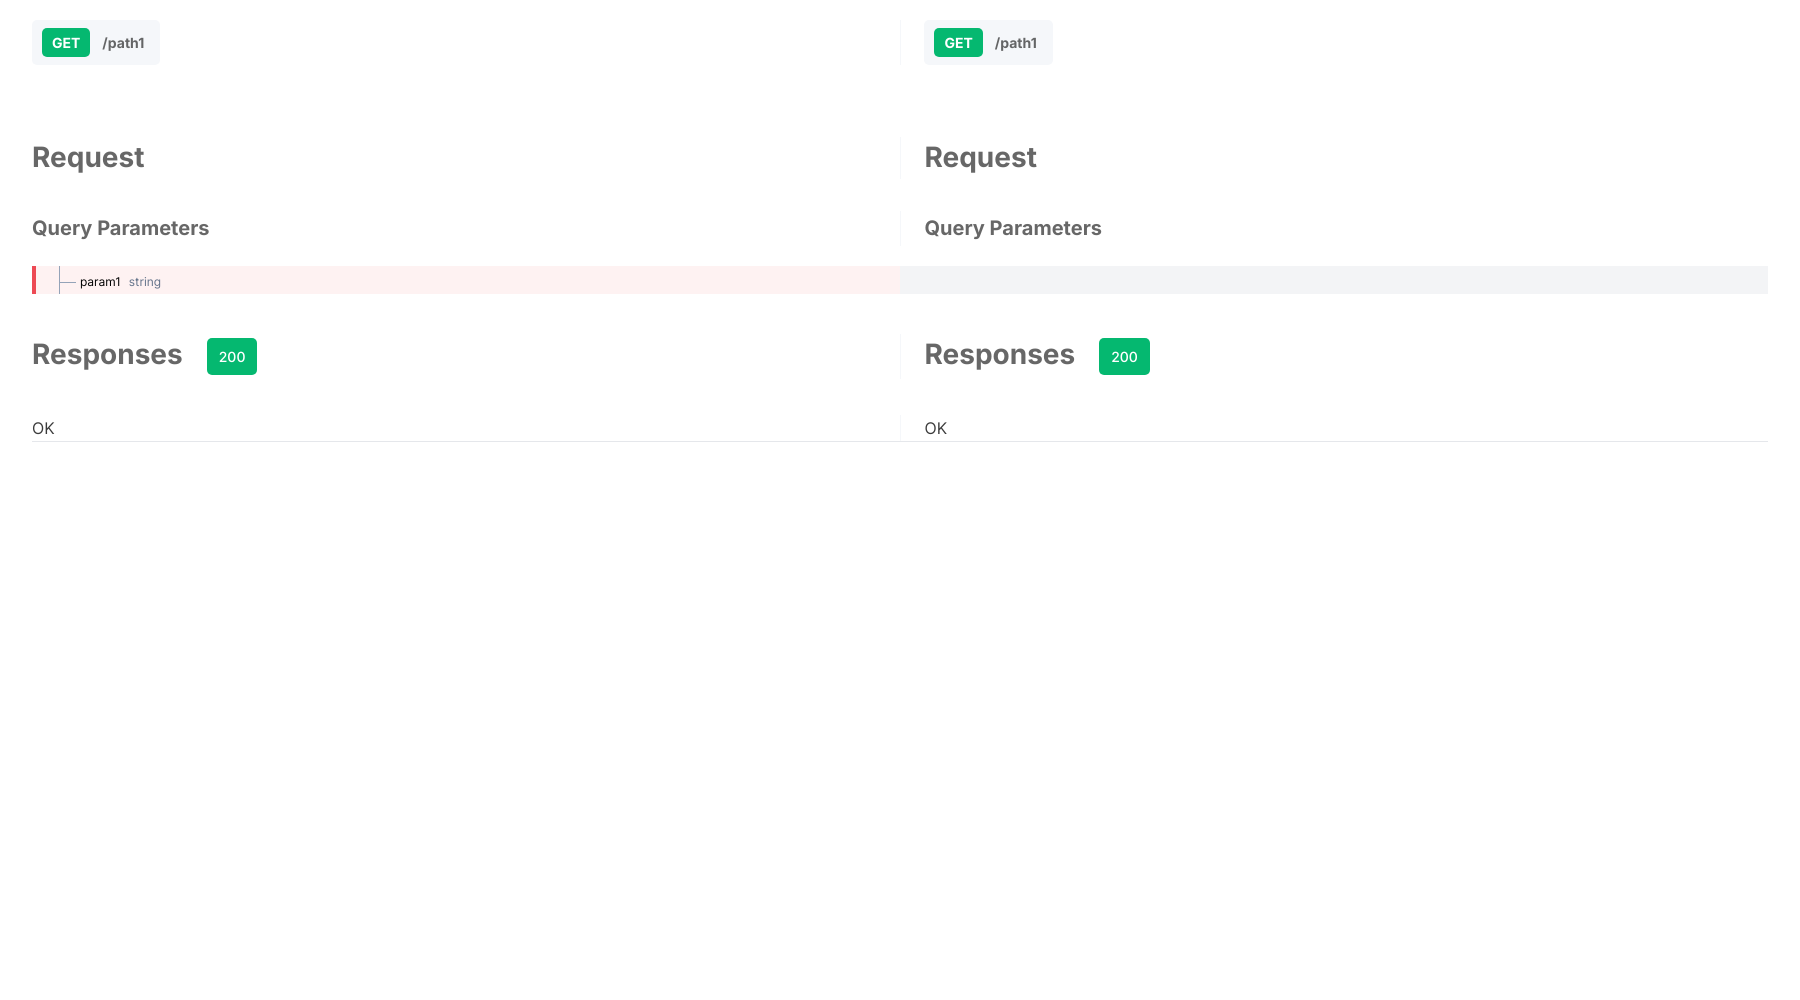 GET /path1 GET /path1
Request Request
Query Parameters Query Parameters
param1 string
Responses 200 Responses 200
OK OK